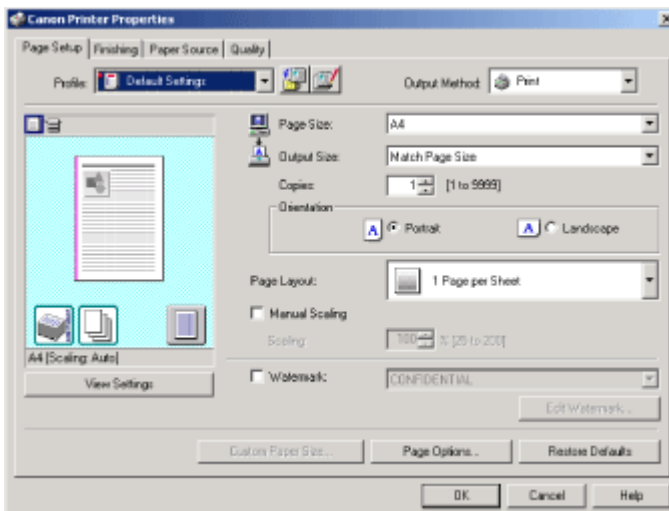 Canon Printer Properties
Page Setup Finishing Paper Source Quality
Profile: Default Settings Output Method: Print
Page Size: A4
Output Size: Match Page Size
Copies: 1 [1 to 9999]
Orientation
A Portrait A Landscape
Page Layout: 1 Page per Sheet
Manual Scaling
Scaling: 100 % [25 to 200]
A4 [Scaling: Auto]
View Settings
Watermark: CONFIDENTIAL
Edit Watermark...
Custom Paper Size... Page Options... Restore Defaults
OK Cancel Help